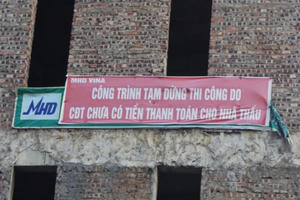 MHD VINA
MHD
CÔNG TRÌNH TẠM DỪNG THI CÔNG DO
CĐT CHƯA CÓ TIỀN THANH TOÁN CHO NHÀ THẦU